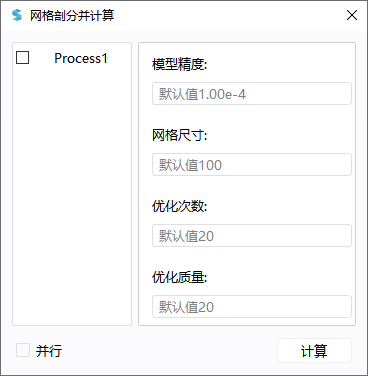 网格剖分并计算
Process1
模型精度:
默认值1.00e-4
网格尺寸:
默认值100
优化次数:
默认值20
优化质量:
默认值20
并行
计算